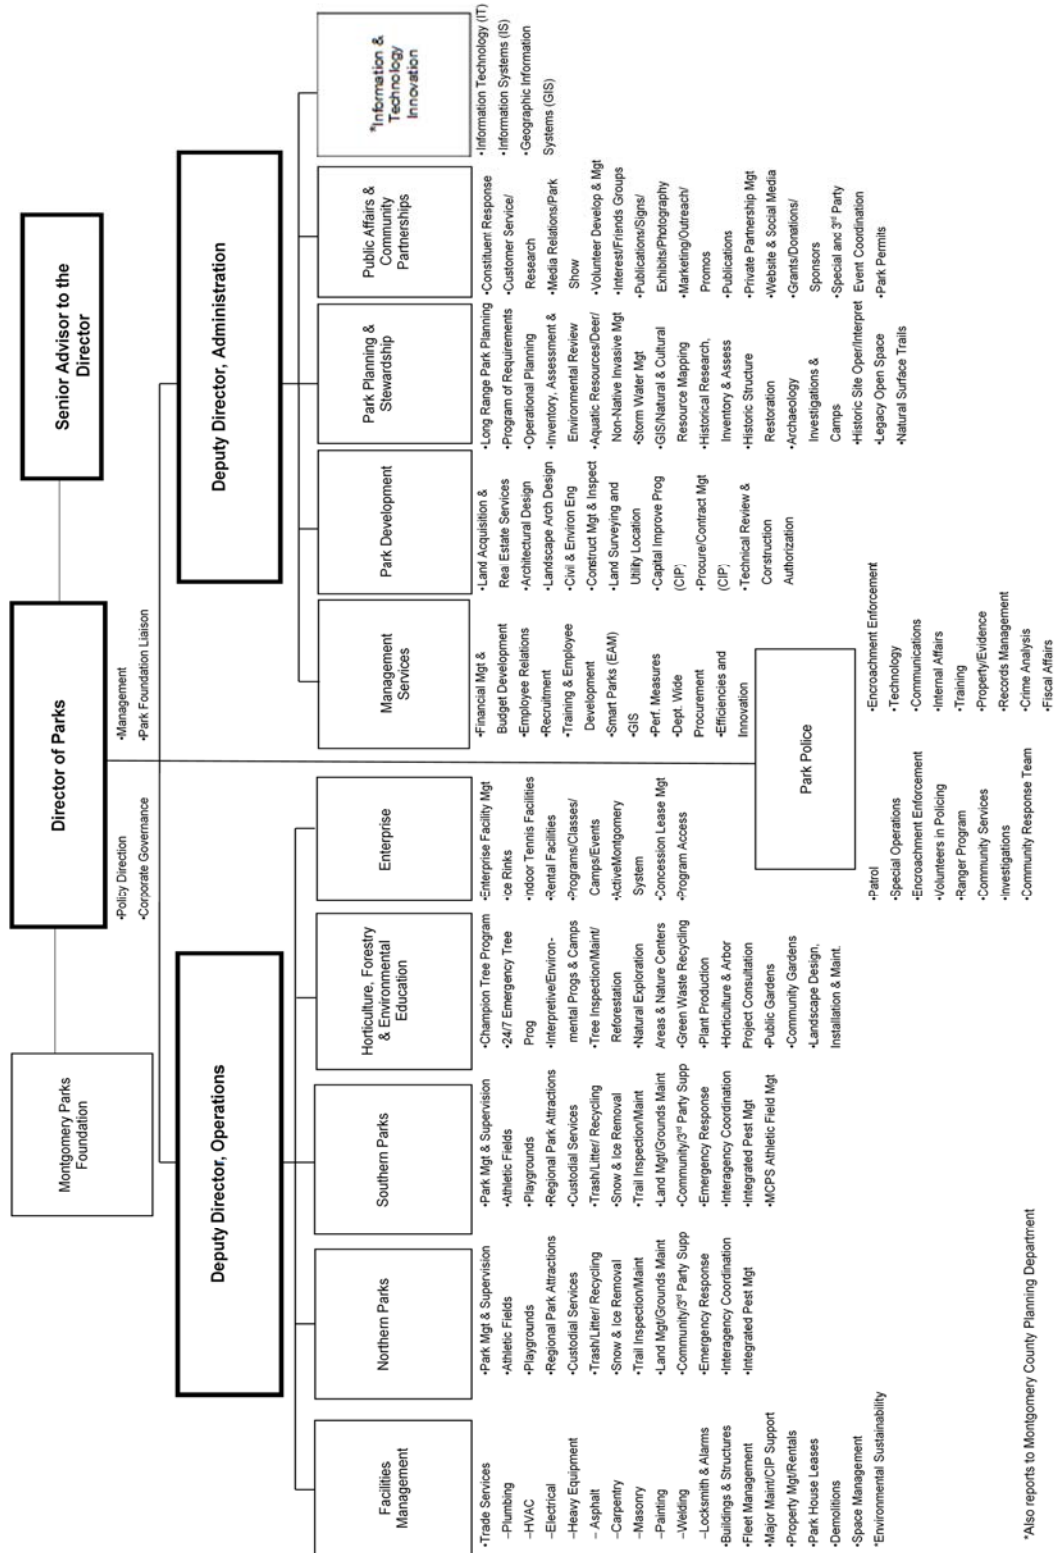 Montgomery Parks
Foundation
Director of Parks
Senior Advisor to the
Director
•Policy Direction
•Corporate Governance
•Management
•Park Foundation Liaison
Deputy Director, Operations
Deputy Director, Administration
Facilities
Management
•Trade Services
–Plumbing
–HVAC
–Electrical
–Heavy Equipment
– Asphalt
–Carpentry
–Masonry
–Painting
–Welding
–Locksmith & Alarms
•Buildings & Structures
•Fleet Management
•Major Maint/CIP Support
•Property Mgt/Rentals
•Park House Leases
•Demolitions
•Space Management
*Environmental Sustainability
Northern Parks
•Park Mgt & Supervision
•Athletic Fields
•Playgrounds
•Regional Park Attractions
•Custodial Services
•Trash/Litter/ Recycling
•Snow & Ice Removal
•Trail Inspection/Maint
•Land Mgt/Grounds Maint
•Community/3rd Party Supp
•Emergency Response
•Interagency Coordination
•Integrated Pest Mgt
Southern Parks
•Park Mgt & Supervision
•Athletic Fields
•Playgrounds
•Regional Park Attractions
•Custodial Services
•Trash/Litter/ Recycling
•Snow & Ice Removal
•Trail Inspection/Maint
•Land Mgt/Grounds Maint
•Community/3rd Party Supp
•Emergency Response
•Interagency Coordination
•Integrated Pest Mgt
•MCPS Athletic Field Mgt
Horticulture, Forestry
& Environmental
Education
•Champion Tree Program
•24/7 Emergency Tree
Prog
•Interpretive/Environ-
mental Progs & Camps
•Tree Inspection/Maint/
Reforestation
•Natural Exploration
Areas & Nature Centers
•Green Waste Recycling
•Plant Production
•Horticulture & Arbor
Project Consultation
•Public Gardens
•Community Gardens
•Landscape Design,
Installation & Maint.
Enterprise
•Enterprise Facility Mgt
•Ice Rinks
•Indoor Tennis Facilities
•Rental Facilities
•Programs/Classes/
Camps/Events
•ActiveMontgomery
System
•Concession Lease Mgt
•Program Access
Management
Services
•Financial Mgt &
Budget Development
•Employee Relations
•Recruitment
•Training & Employee
Development
•Smart Parks (EAM)
•GIS
•Perf. Measures
•Dept. Wide
Procurement
•Efficiencies and
Innovation
Park Development
•Land Acquisition &
Real Estate Services
•Architectural Design
•Landscape Arch Design
•Civil & Environ Eng
•Construct Mgt & Inspect
•Land Surveying and
Utility Location
•Capital Improve Prog
(CIP)
•Procure/Contract Mgt
(CIP)
•Technical Review &
Construction
Authorization
Park Planning &
Stewardship
•Long Range Park Planning
•Program of Requirements
•Operational Planning
•Inventory, Assessment &
Environmental Review
•Aquatic Resources/Deer/
Non-Native Invasive Mgt
•Storm Water Mgt
•GIS/Natural & Cultural
Resource Mapping
•Historical Research,
Inventory & Assess
•Historic Structure
Restoration
•Archaeology
Investigations &
Camps
•Historic Site Oper/Interpret
•Legacy Open Space
•Natural Surface Trails
Public Affairs &
Community
Partnerships
•Constituent Response
•Customer Service/
Research
•Media Relations/Park
Show
•Volunteer Develop & Mgt
•Interest/Friends Groups
•Publications/Signs/
Exhibits/Photography
•Marketing/Outreach/
Promos
•Publications
•Private Partnership Mgt
•Website & Social Media
•Grants/Donations/
Sponsors
•Special and 3rd Party
Event Coordination
•Park Permits
*Information &
Technology
Innovation
•Information Technology (IT)
•Information Systems (IS)
•Geographic Information
Systems (GIS)
Park Police
•Patrol
•Special Operations
•Encroachment Enforcement
•Volunteers in Policing
•Ranger Program
•Community Services
•Investigations
•Community Response Team
•Encroachment Enforcement
•Technology
•Communications
•Internal Affairs
•Training
•Property/Evidence
•Records Management
•Crime Analysis
•Fiscal Affairs
*Also reports to Montgomery County Planning Department